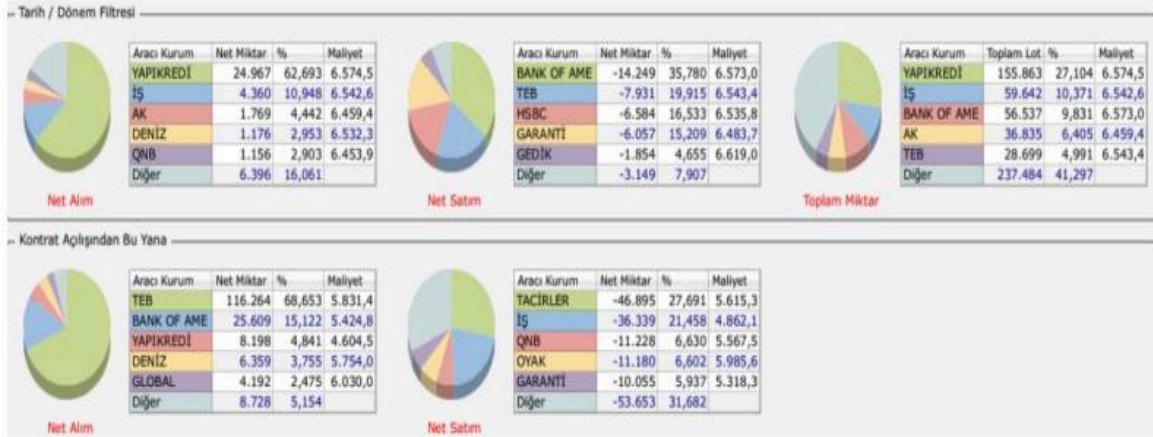 Tarih / Dönem Filtresi
Aracı Kurum Net Miktar % Maliyet
YAPIKREDİ 24.967 62,693 6.574,5
İŞ 4.360 10,948 6.542,6
AK 1.769 4,442 6.459,4
DENİZ 1.176 2,953 6.532,3
QNB 1.156 2,903 6.453,9
Diğer 6.396 16,061
Net Alım
Aracı Kurum Net Miktar % Maliyet
BANK OF AME -14.249 35,780 6.573,0
TEB -7.931 19,915 6.543,4
HSBC -6.584 16,533 6.535,8
GARANTİ -6.057 15,209 6.483,7
GEDİK -1.854 4,655 6.619,0
Diğer -3.149 7,907
Net Satım
Aracı Kurum Toplam Lot % Maliyet
YAPIKREDİ 155.863 27,104 6.574,5
İŞ 59.642 10,371 6.542,6
BANK OF AME 56.537 9,831 6.573,0
AK 36.835 6,405 6.459,4
TEB 28.699 4,991 6.543,4
Diğer 237.484 41,297
Toplam Miktar
Kontrat Açılışından Bu Yana
Aracı Kurum Net Miktar % Maliyet
TEB 116.264 68,653 5.831,4
BANK OF AME 25.609 15,122 5.424,8
YAPIKREDİ 8.198 4,841 4.604,5
DENİZ 6.359 3,755 5.754,0
GLOBAL 4.192 2,475 6.030,0
Diğer 8.728 5,154
Net Alım
Aracı Kurum Net Miktar % Maliyet
TACİRLER -46.895 27,691 5.615,3
İŞ -36.339 21,458 4.862,1
QNB -11.228 6,630 5.567,5
OYAK -11.180 6,602 5.985,6
GARANTİ -10.055 5,937 5.318,3
Diğer -53.653 31,682
Net Satım